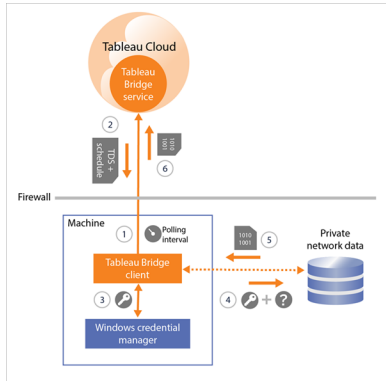 Tableau Cloud
Tableau
Bridge
service
2
TDS +
schedule
1010
1001
6
Firewall
Machine
1
Polling
interval
1010
1001
5
Private
network data
Tableau Bridge
client
3
4
+
?
Windows credential
manager